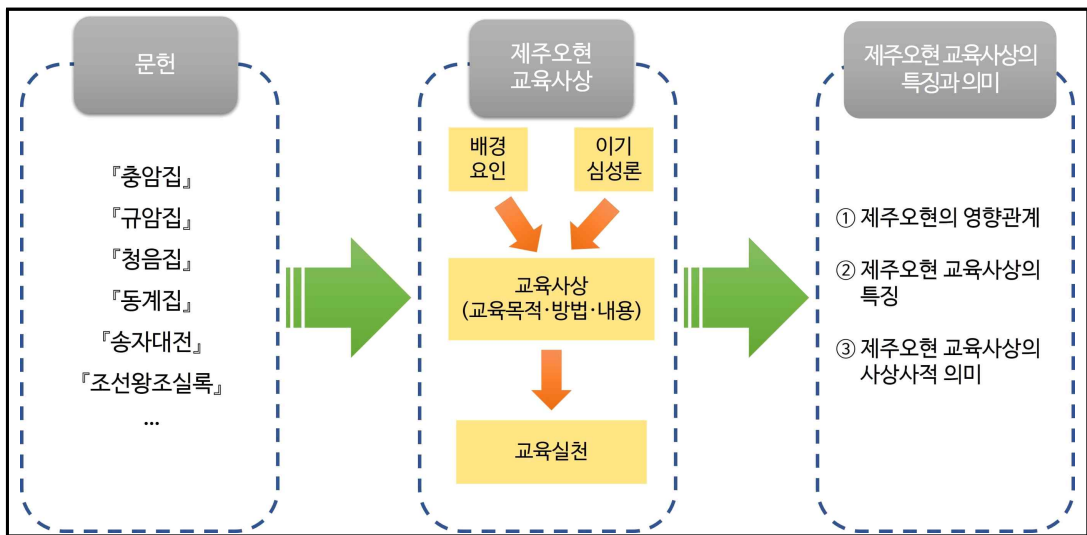 문헌
『충암집』
『규암집』
『청음집』
『동계집』
『송자대전』
『조선왕조실록』
...
제주오현
교육사상
배경
요인
이기
심성론
교육사상
(교육목적·방법·내용)
교육실천
제주오현 교육사상의
특징과 의미
① 제주오현의 영향관계
② 제주오현 교육사상의
특징
③ 제주오현 교육사상의
사상사적 의미